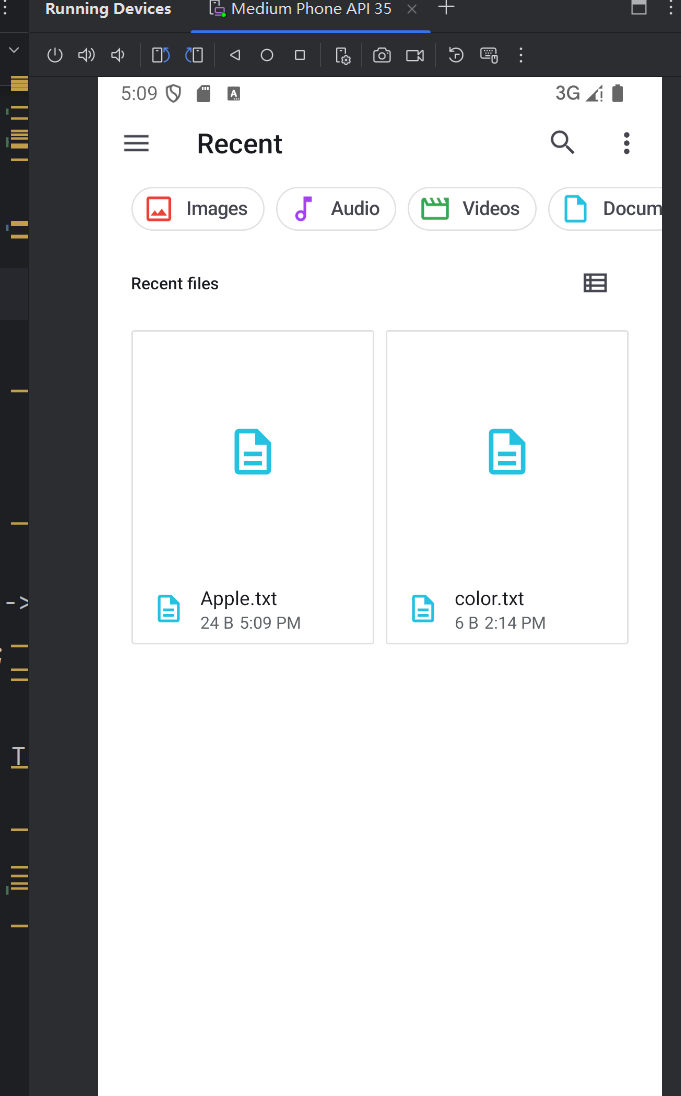 Running Devices
Medium Phone API 35
5:09
A
3G
Recent
Images
Audio
Videos
Docum
Recent files
Apple.txt
24 B 5:09 PM
color.txt
6 B 2:14 PM
->
T